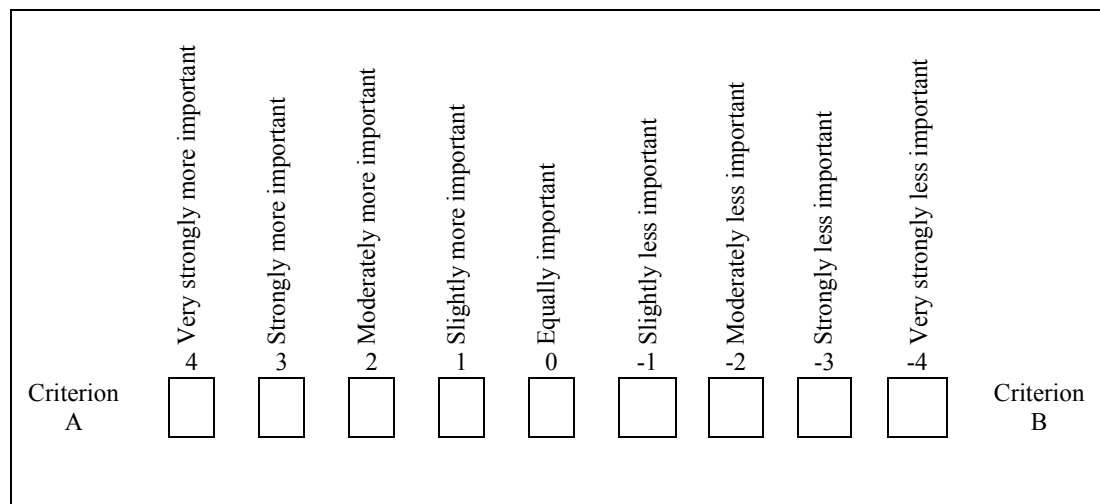 Very strongly more important
Strongly more important
Moderately more important
Slightly more important
Equally important
Slightly less important
Moderately less important
Strongly less important
Very strongly less important
4 3 2 1 0 -1 -2 -3 -4
Criterion
A
Criterion
B